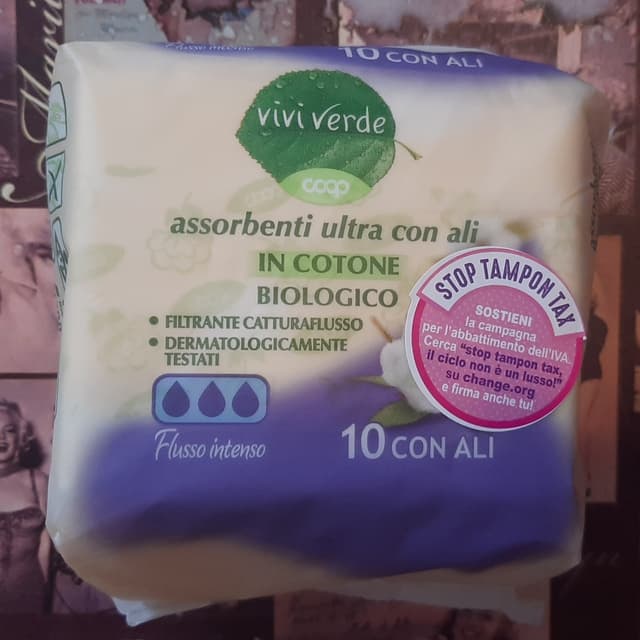 Flusso intenso
10 CON ALI
vivi verde
coop
assorbenti ultra con ali
IN COTONE
BIOLOGICO
• FILTRANTE CATTURAFLUSSO
• DERMATOLOGICAMENTE
TESTATI
Flusso intenso
10 CON ALI
STOP TAMPON TAX
SOSTIENI
la campagna
per l'abbattimento dell'IVA.
Cerca "stop tampon tax,
il ciclo non è un lusso!"
su change.org
e firma anche tu!